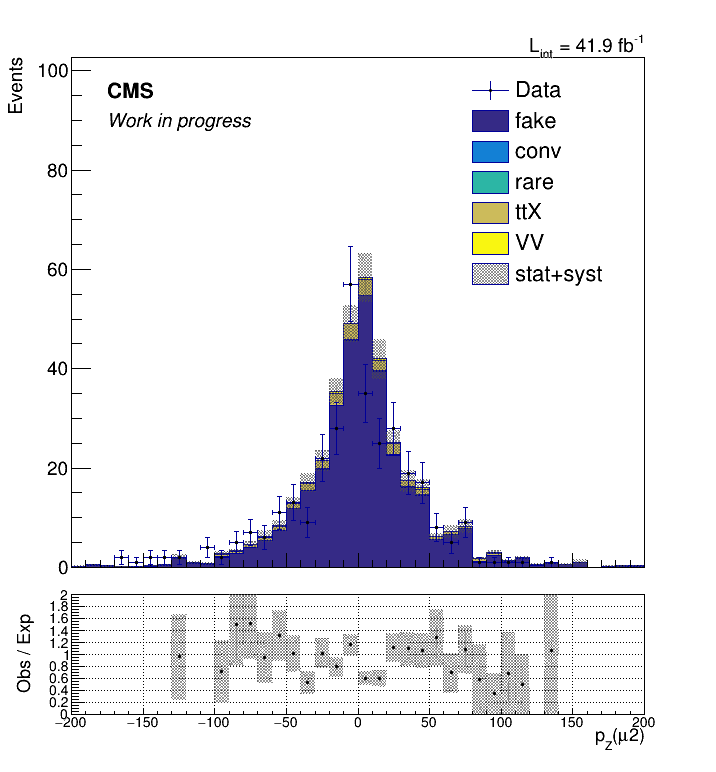 L_int = 41.9 fb^-1
Events
100
80
60
40
20
0
CMS
Work in progress
Data
fake
conv
rare
ttX
VV
stat+syst
Obs / Exp
2
1.8
1.6
1.4
1.2
1
0.8
0.6
0.4
0.2
0
−200 −150 −100 −50 0 50 100 150 200
p_Z(μ2)